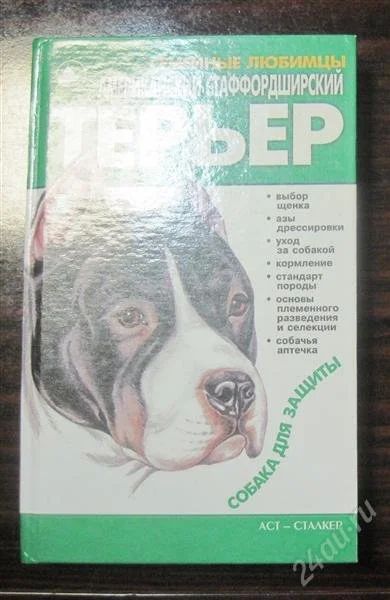 ЛЮБИМЦЫ
СТАФФОРДШИРСКИЙ
ТЕРЬЕР
• выбор
щенка
• азы
дрессировки
• уход
за собакой
• кормление
• стандарт
породы
• основы
племенного
разведения
и селекции
• собачья
аптечка
СОБАКА ДЛЯ ЗАЩИТЫ
АСТ – СТАЛКЕР
24au.ru